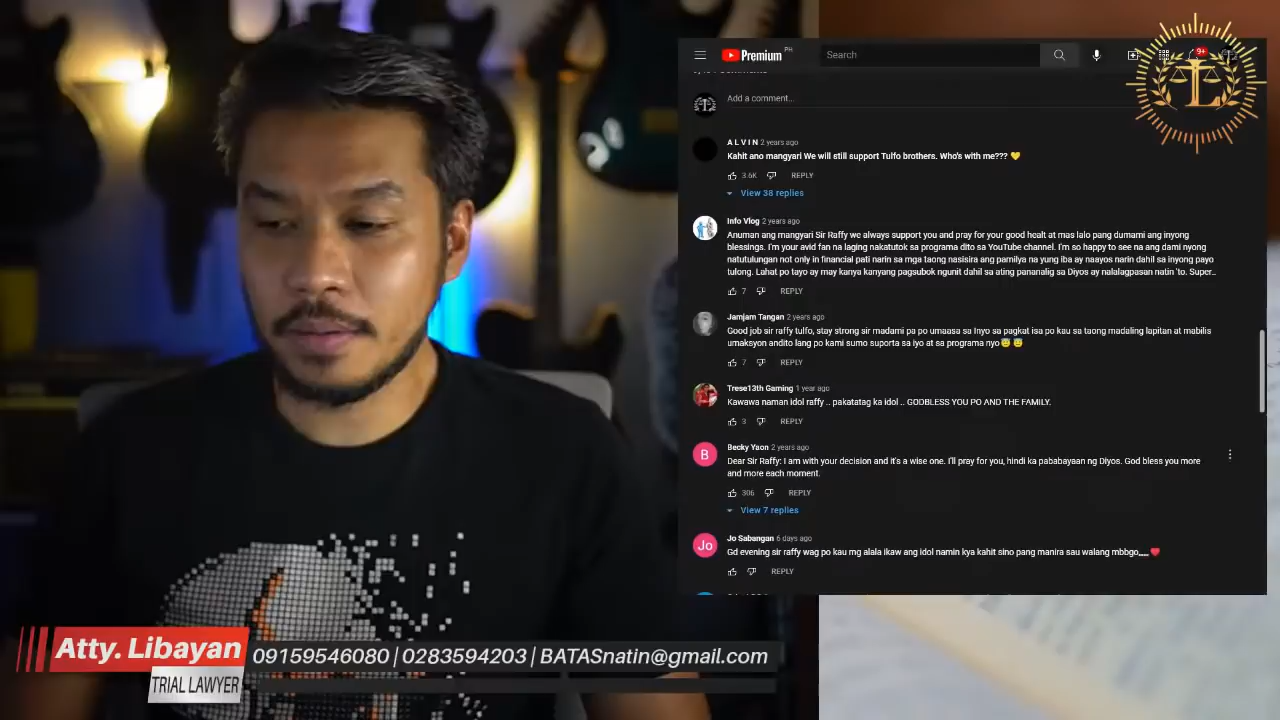 Premium PH
Search
9+
L
Add a comment...
A L V I N 2 years ago
Kahit ano mangyari We will still support Tulfo brothers. Who's with me??? 💛
3.6K REPLY
View 38 replies
Info Vlog 2 years ago
Anuman ang mangyari Sir Raffy we always support you and pray for your good healt at mas lalo pang dumami ang inyong
blessings. I'm your avid fan na laging nakatutok sa programa dito sa YouTube channel. I'm so happy to see na ang dami nyong
natutulungan not only in financial pati narin sa mga taong nasisira ang pamilya na yung iba ay naayos narin dahil sa inyong payo
tulong. Lahat po tayo ay may kanya kanyang pagsubok ngunit dahil sa ating pananalig sa Diyos ay nalalagpasan natin 'to. Super..
7 REPLY
Jamjam Tangan 2 years ago
Good job sir raffy tulfo, stay strong sir madami pa po umaasa sa Inyo sa pagkat isa po kau sa taong madaling lapitan at mabilis
umaksyon andito lang po kami sumo suporta sa iyo at sa programa nyo😇 😇
7 REPLY
Trese13th Gaming 1 year ago
Kawawa naman idol raffy .. pakatatag ka idol .. GODBLESS YOU PO AND THE FAMILY.
3 REPLY
B
Becky Yaon 2 years ago
Dear Sir Raffy: I am with your decision and it's a wise one. I'll pray for you, hindi ka pababayaan ng Diyos. God bless you more
and more each moment.
306 REPLY
View 7 replies
Jo
Jo Sabangan 6 days ago
Gd evening sir raffy wag po kau mg alala ikaw ang idol namin kya kahit sino pang manira sau walang mbbgo,,,,, ❤
REPLY
Atty. Libayan
TRIAL LAWYER
09159546080 | 0283594203 | BATASnatin@gmail.com